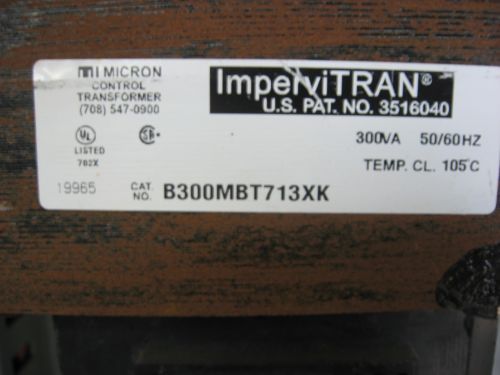 MICRON
CONTROL
TRANSFORMER
(708) 547-0900
ImperviTRAN®
U.S. PAT. NO. 3516040
UL
LISTED
702X
300VA 50/60HZ
TEMP. CL. 105°C
19965
CAT. NO. B300MBT713XK